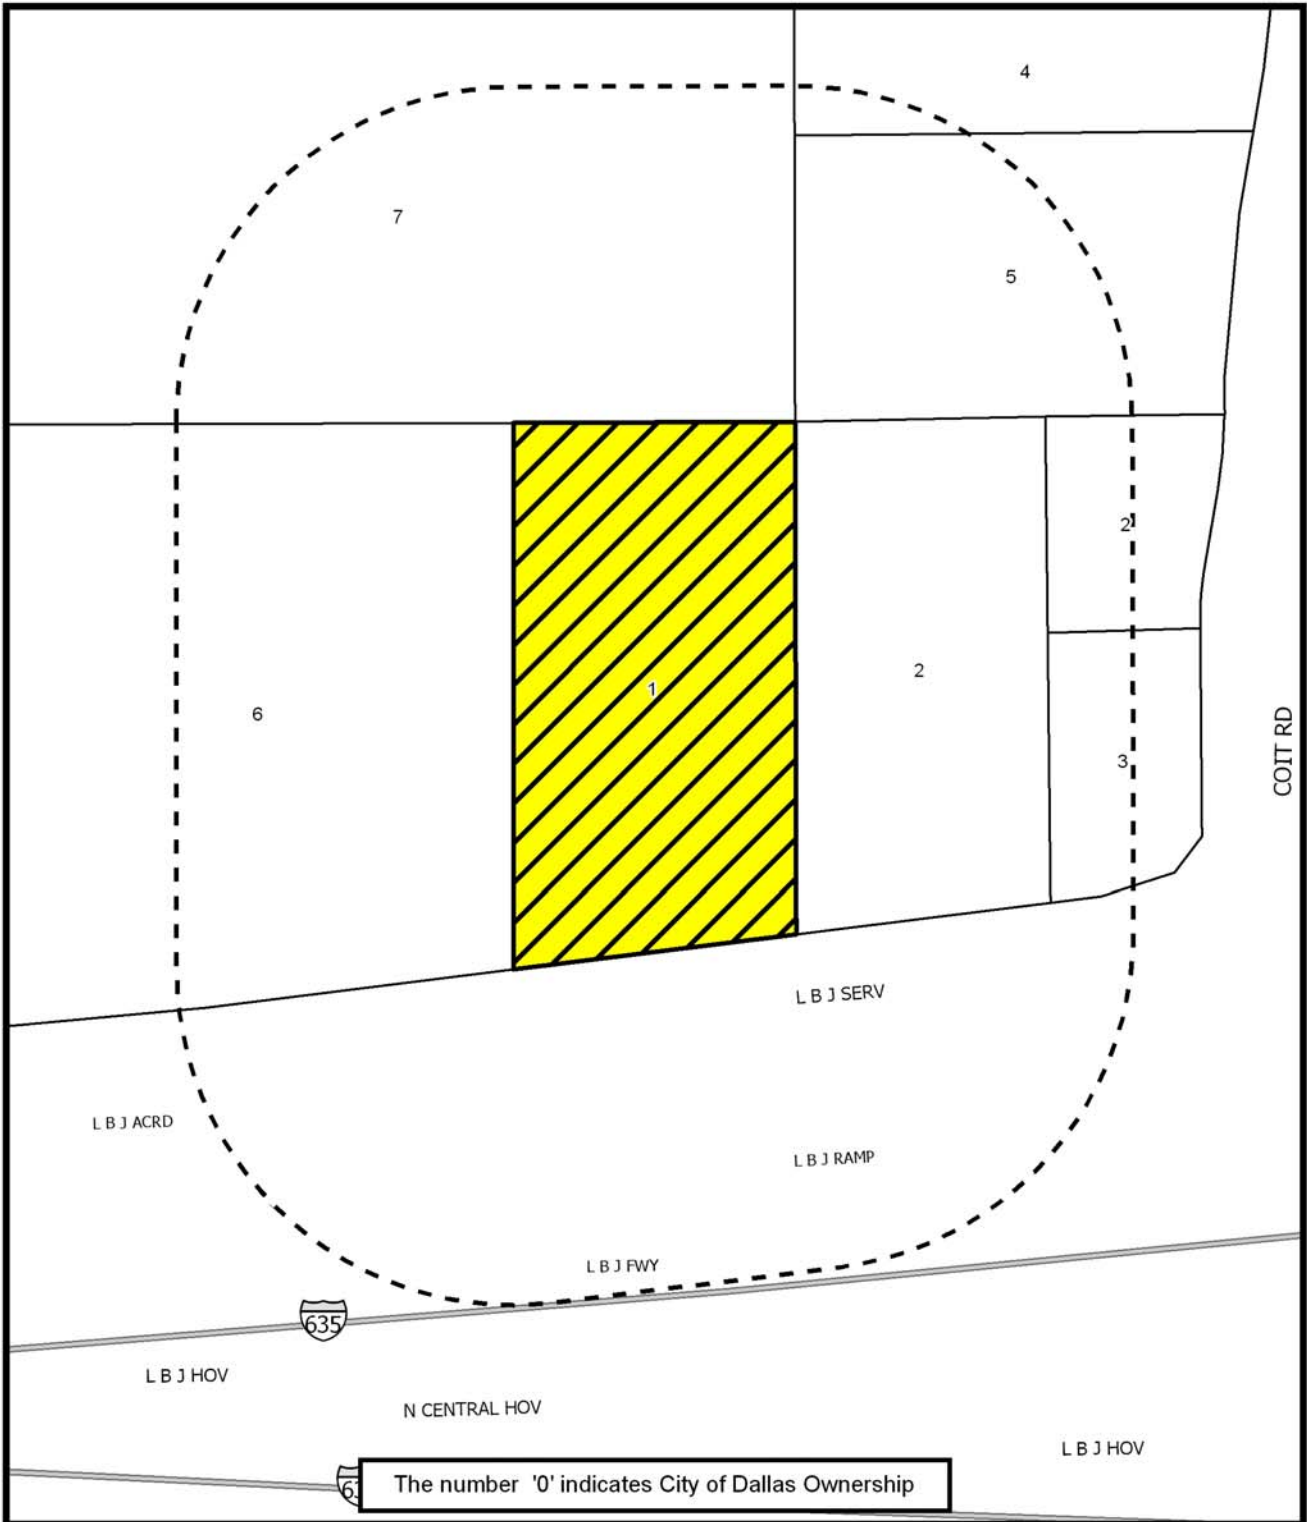 4
7
5
2
2
1
6
3
COIT RD
L B J SERV
L B J ACRD
L B J RAMP
L B J FWY
635
L B J HOV
N CENTRAL HOV
L B J HOV
The number '0' indicates City of Dallas Ownership